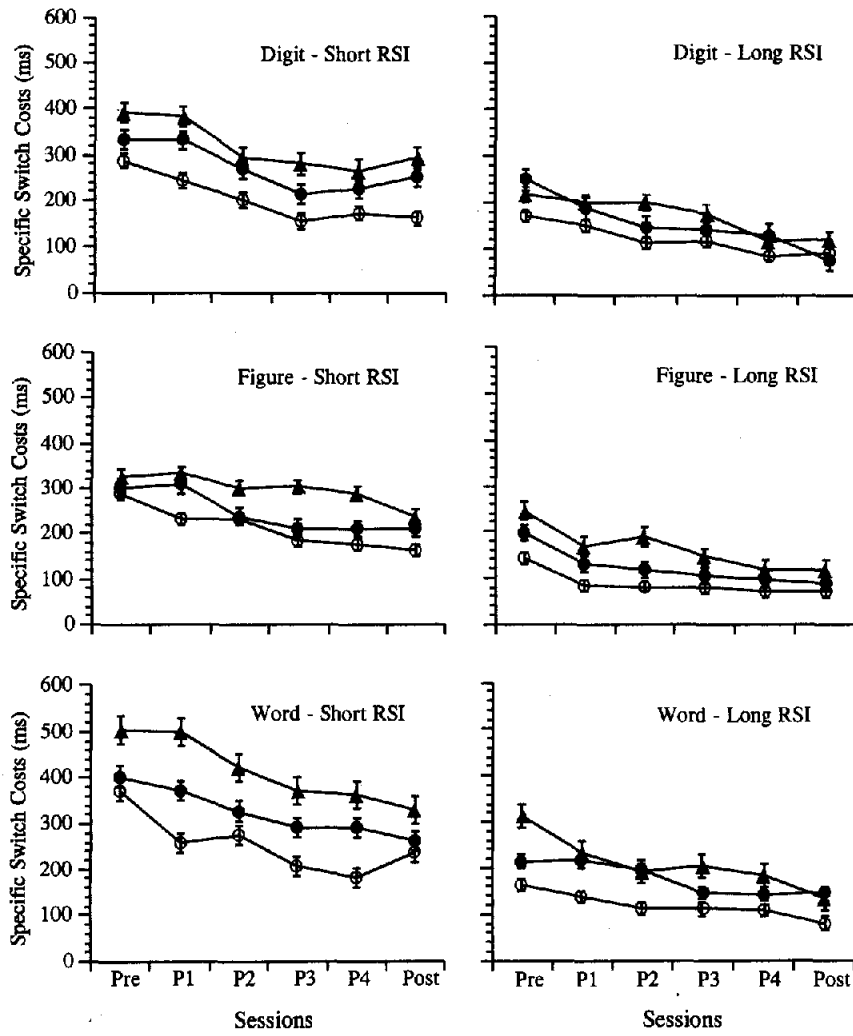 Digit - Short RSI
Specific Switch Costs (ms)
600
500
400
300
200
100
0
Digit - Long RSI
Figure - Short RSI
Specific Switch Costs (ms)
600
500
400
300
200
100
0
Figure - Long RSI
Word - Short RSI
Specific Switch Costs (ms)
600
500
400
300
200
100
0
Pre P1 P2 P3 P4 Post
Sessions
Word - Long RSI
Pre P1 P2 P3 P4 Post
Sessions